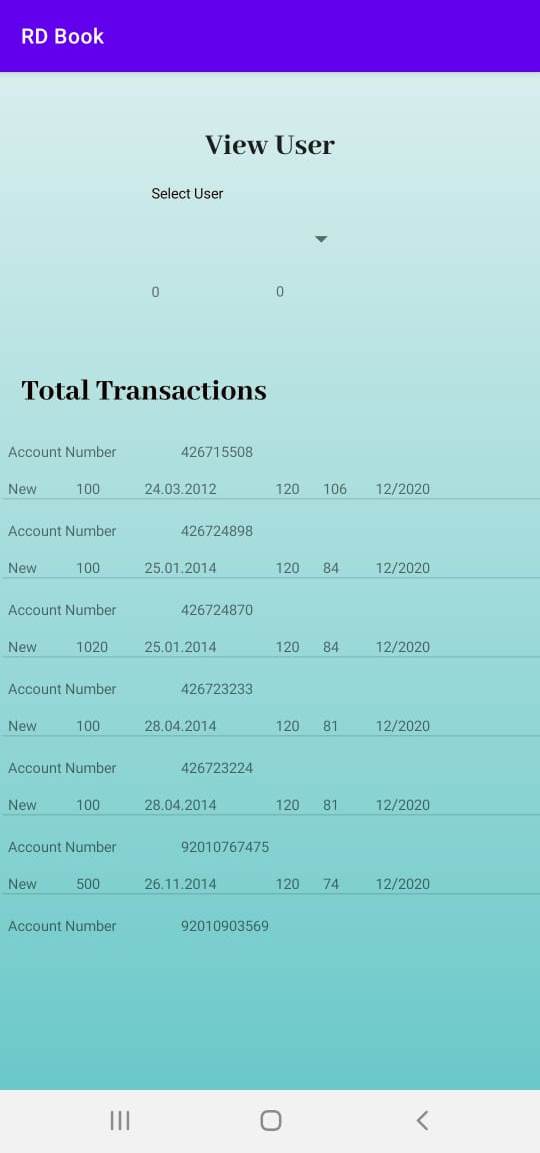 RD Book
View User
Select User
0 0
Total Transactions
Account Number 426715508
New 100 24.03.2012 120 106 12/2020
Account Number 426724898
New 100 25.01.2014 120 84 12/2020
Account Number 426724870
New 1020 25.01.2014 120 84 12/2020
Account Number 426723233
New 100 28.04.2014 120 81 12/2020
Account Number 426723224
New 100 28.04.2014 120 81 12/2020
Account Number 92010767475
New 500 26.11.2014 120 74 12/2020
Account Number 92010903569